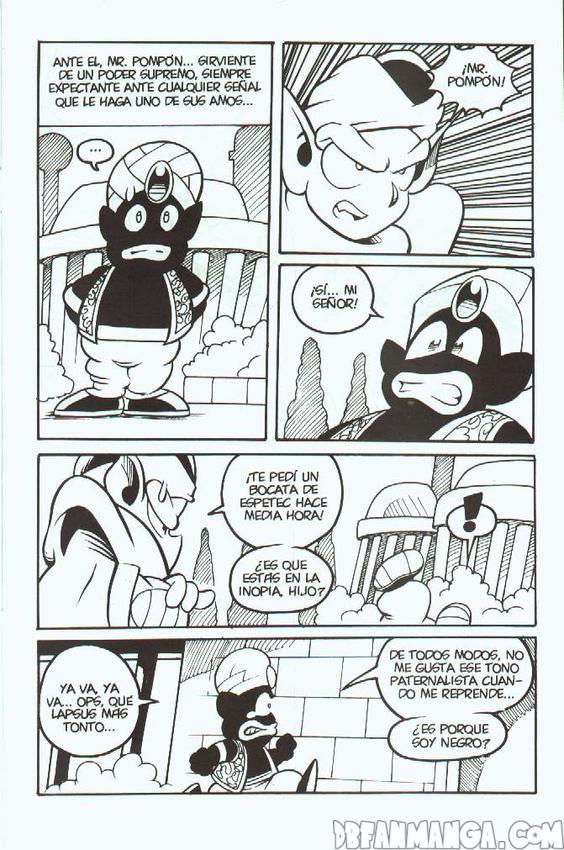 ANTE EL, MR. POMPÓN... SIRVIENTE
DE UN PODER SUPREMO, SIEMPRE
EXPECTANTE ANTE CUALQUIER SEÑAL
QUE LE HAGA UNO DE SUS AMOS...
...
¡MR.
POMPÓN!
¡SÍ... MI
SEÑOR!
¡TE PEDÍ UN
BOCATA DE
ESPETEC HACE
MEDIA HORA!
¿ES QUE
ESTÁS EN LA
INOPIA, HIJO?
!
YA VA, YA
VA... OPS, QUÉ
LAPSUS MÁS
TONTO...
DE TODOS MODOS, NO
ME GUSTA ESE TONO
PATERNALISTA CUAN-
DO ME REPRENDE...
¿ES PORQUE
SOY NEGRO?
DBFANMANGA.COM